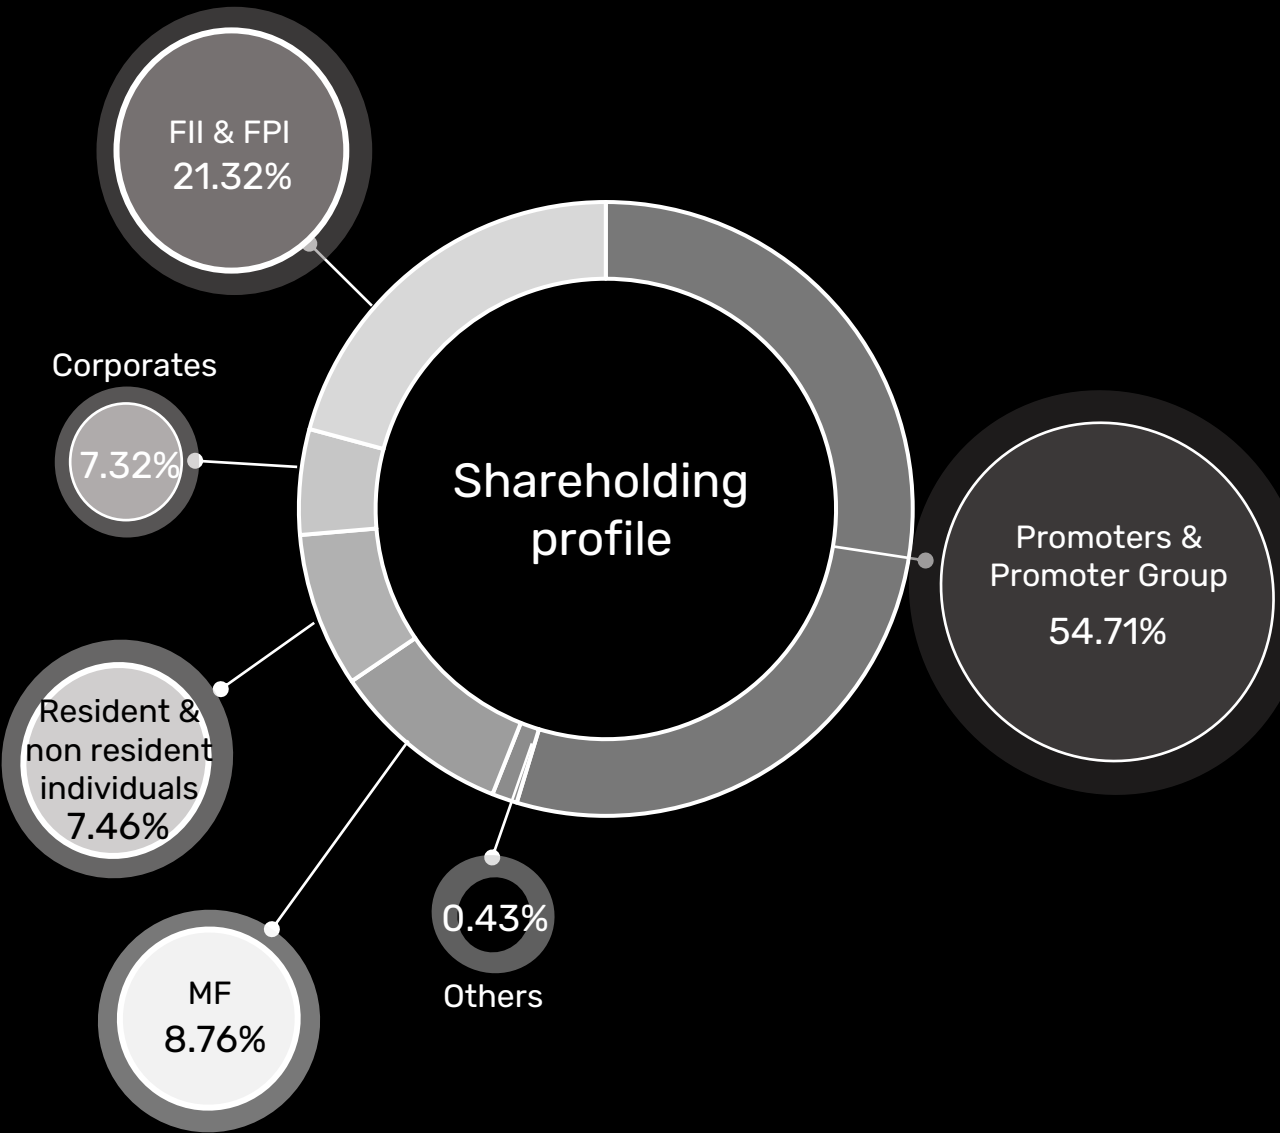 FII & FPI
21.32%
Corporates
7.32%
Shareholding
profile
Promoters &
Promoter Group
54.71%
Resident &
non resident
individuals
7.46%
0.43%
Others
MF
8.76%